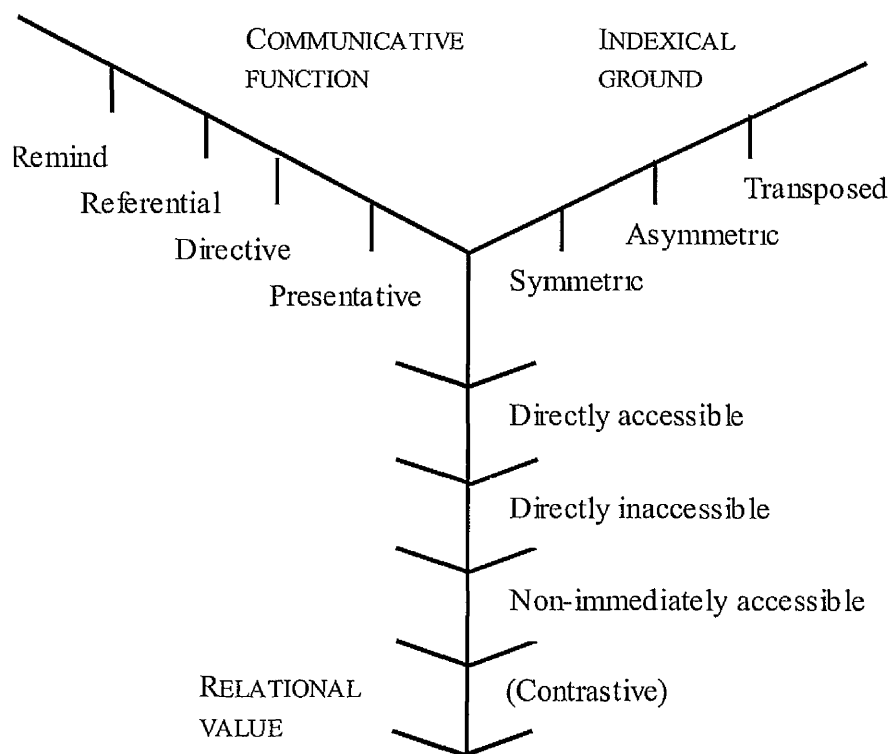 COMMUNICATIVE
FUNCTION
INDEXICAL
GROUND
Remind
Referential
Directive
Presentative
Symmetric
Asymmetric
Transposed
Directly accessible
Directly inaccessible
Non-immediately accessible
(Contrastive)
RELATIONAL
VALUE